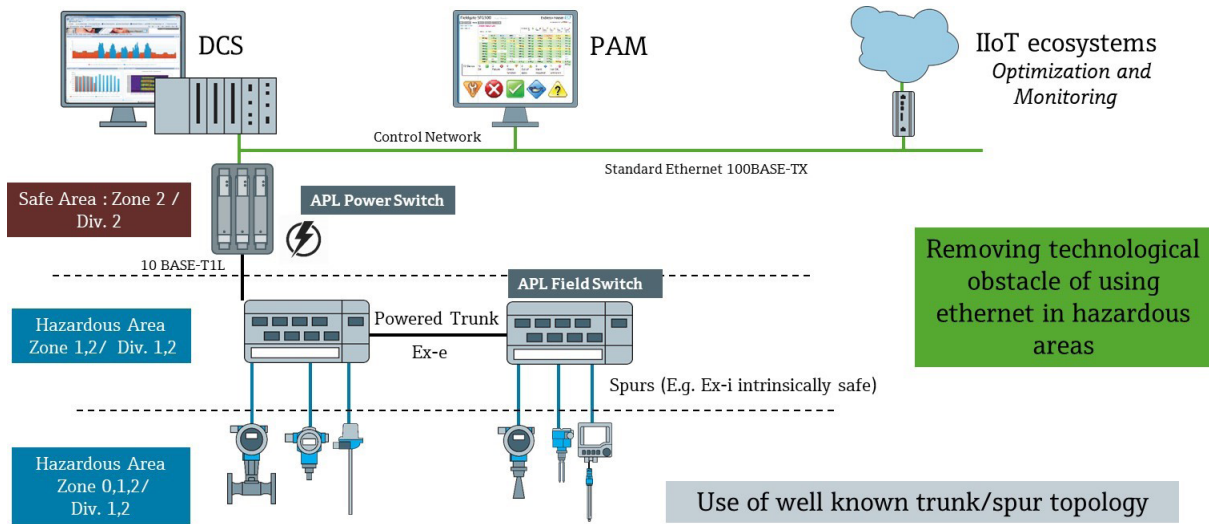 DCS
PAM
IIoT ecosystems
Optimization and
Monitoring
Control Network
Standard Ethernet 100BASE-TX
Safe Area : Zone 2 /
Div. 2
APL Power Switch
10 BASE-T1L
APL Field Switch
Removing technological
obstacle of using
ethernet in hazardous
areas
Hazardous Area
Zone 1,2/ Div. 1,2
Powered Trunk
Ex-e
Spurs (E.g. Ex-i intrinsically safe)
Hazardous Area
Zone 0,1,2/
Div. 1,2
Use of well known trunk/spur topology